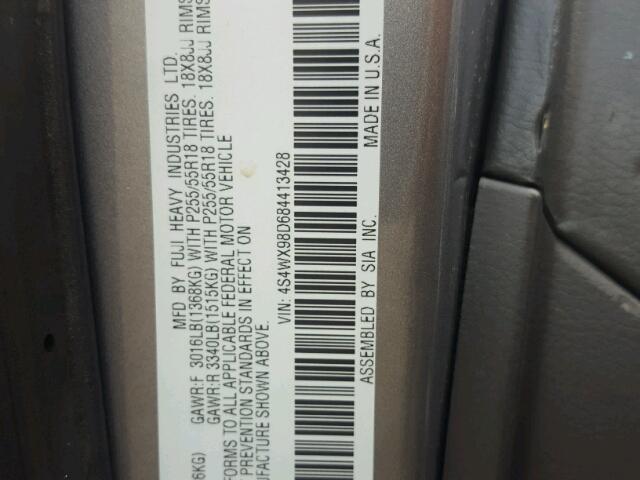 MFD BY FUJI HEAVY INDUSTRIES LTD.
6KG) GAWR:F 3016LB(1368KG) WITH P255/55R18 TIRES. 18X8JJ RIMS
GAWR:R 3340LB(1515KG) WITH P255/55R18 TIRES. 18X8JJ RIMS
FORMS TO ALL APPLICABLE FEDERAL MOTOR VEHICLE
PREVENTION STANDARDS IN EFFECT ON
UFACTURE SHOWN ABOVE.
VIN: 4S4WX98D684413428
ASSEMBLED BY SIA INC. MADE IN U.S.A.